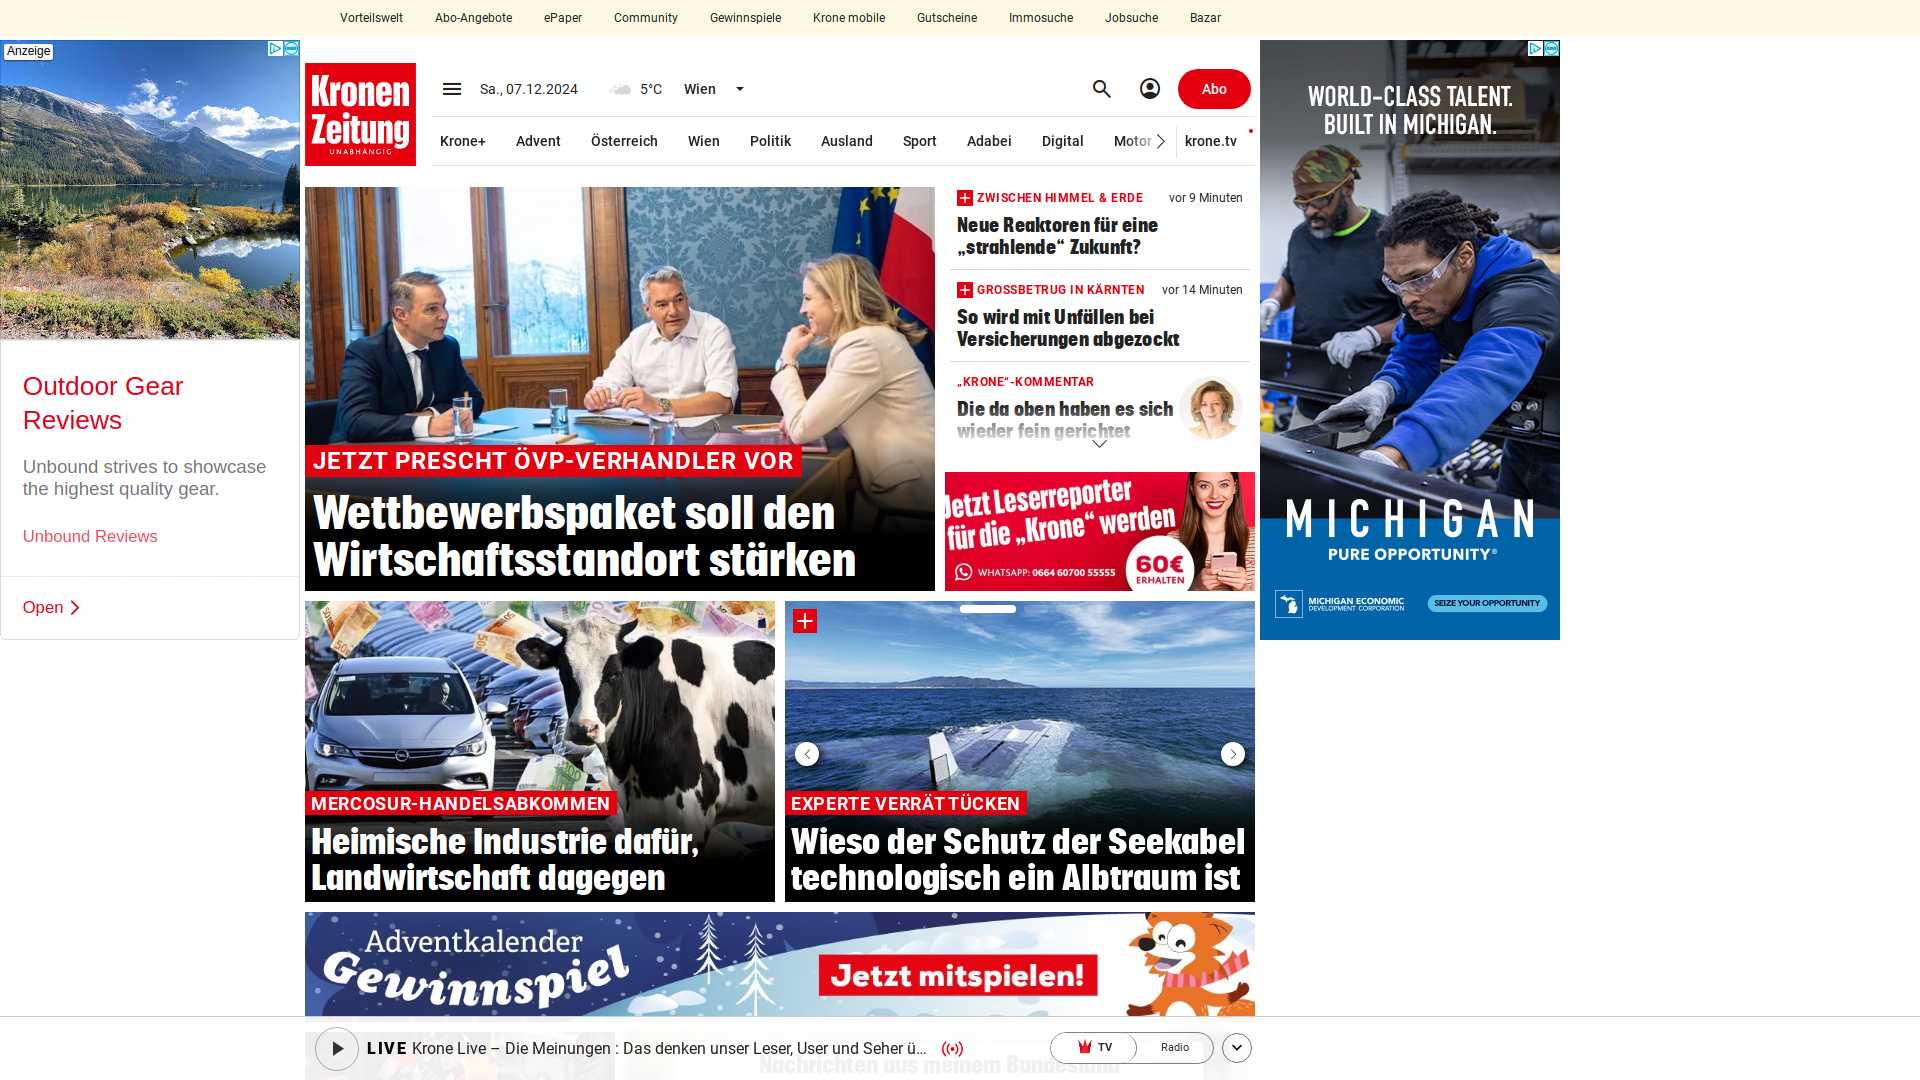 Vorteilswelt Abo-Angebote ePaper Community Gewinnspiele Krone mobile Gutscheine Immosuche Jobsuche Bazar
Anzeige
Outdoor Gear
Reviews
Unbound strives to showcase
the highest quality gear.
Unbound Reviews
Open
Kronen
Zeitung
UNABHÄNGIG
Sa., 07.12.2024 5°C Wien
Abo
Krone+ Advent Österreich Wien Politik Ausland Sport Adabei Digital Motor krone.tv
JETZT PRESCHT ÖVP-VERHANDLER VOR
Wettbewerbspaket soll den
Wirtschaftsstandort stärken
ZWISCHEN HIMMEL & ERDE vor 9 Minuten
Neue Reaktoren für eine
„strahlende“ Zukunft?
GROSSBETRUG IN KÄRNTEN vor 14 Minuten
So wird mit Unfällen bei
Versicherungen abgezockt
„KRONE“-KOMMENTAR
Die da oben haben es sich
wieder fein gerichtet
Jetzt Leserreporter
für die „Krone“ werden
WHATSAPP: 0664 60700 55555
60€
ERHALTEN
MERCOSUR-HANDELSABKOMMEN
Heimische Industrie dafür,
Landwirtschaft dagegen
EXPERTE VERRÄT TÜCKEN
Wieso der Schutz der Seekabel
technologisch ein Albtraum ist
Adventkalender
Gewinnspiel
Jetzt mitspielen!
LIVE Krone Live – Die Meinungen : Das denken unser Leser, User und Seher ü...
TV Radio
Nachrichten aus meinem Bundesland
WORLD-CLASS TALENT.
BUILT IN MICHIGAN.
MICHIGAN
PURE OPPORTUNITY®
MICHIGAN ECONOMIC
DEVELOPMENT CORPORATION
SEIZE YOUR OPPORTUNITY